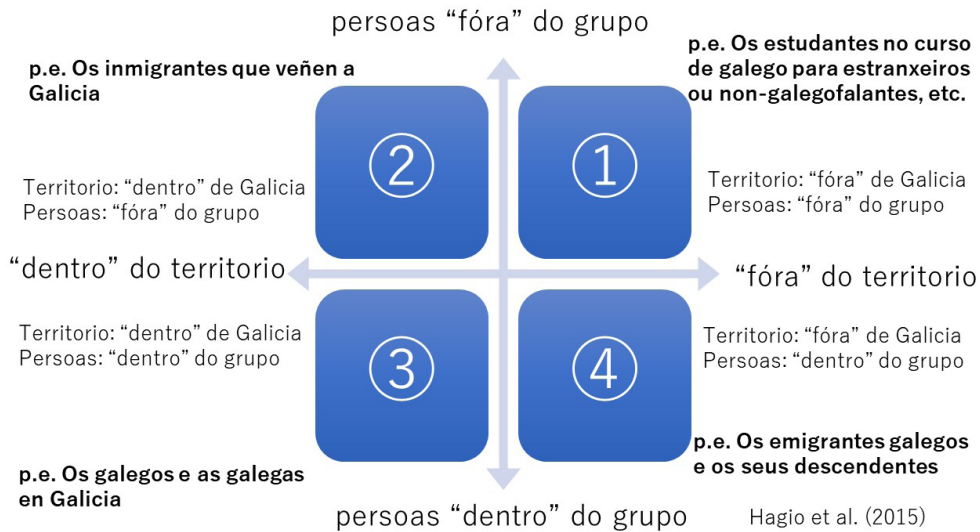 persoas “fóra” do grupo
p.e. Os inmigrantes que veñen a
Galicia
p.e. Os estudantes no curso
de galego para estranxeiros
ou non-galegofalantes, etc.
②
①
Territorio: “dentro” de Galicia
Persoas: “fóra” do grupo
Territorio: “fóra” de Galicia
Persoas: “fóra” do grupo
“dentro” do territorio
“fóra” do territorio
Territorio: “dentro” de Galicia
Persoas: “dentro” do grupo
③
④
Territorio: “fóra” de Galicia
Persoas: “dentro” do grupo
p.e. Os galegos e as galegas
en Galicia
p.e. Os emigrantes galegos
e os seus descendentes
persoas “dentro” do grupo
Hagio et al. (2015)